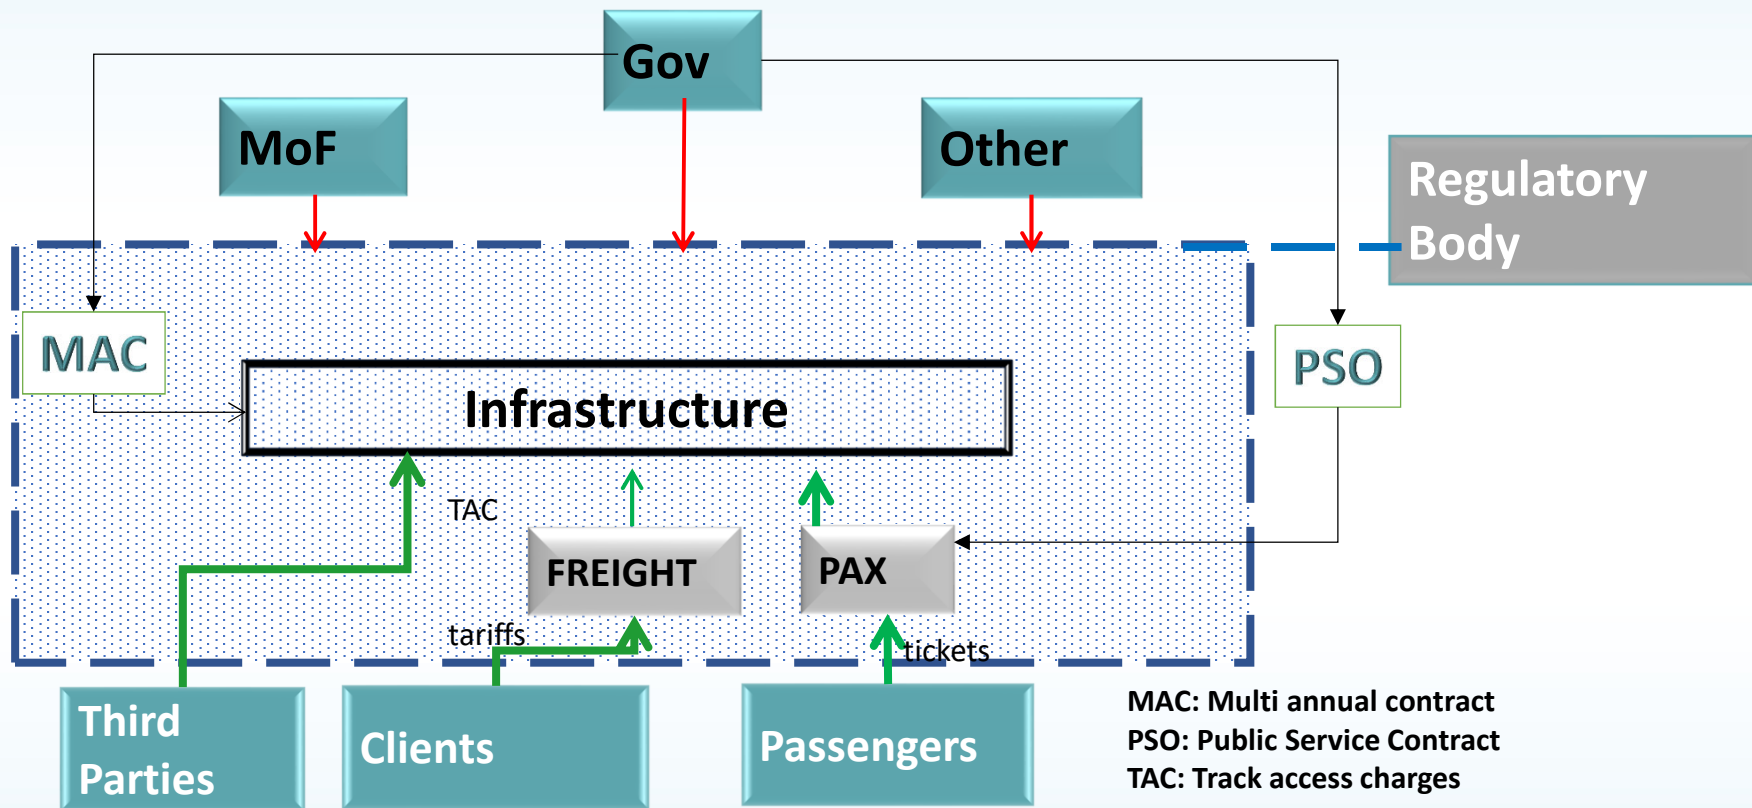 Gov
MoF
Other
Regulatory
Body
MAC
PSO
Infrastructure
TAC
FREIGHT
PAX
tariffs
tickets
Third
Parties
Clients
Passengers
MAC: Multi annual contract
PSO: Public Service Contract
TAC: Track access charges